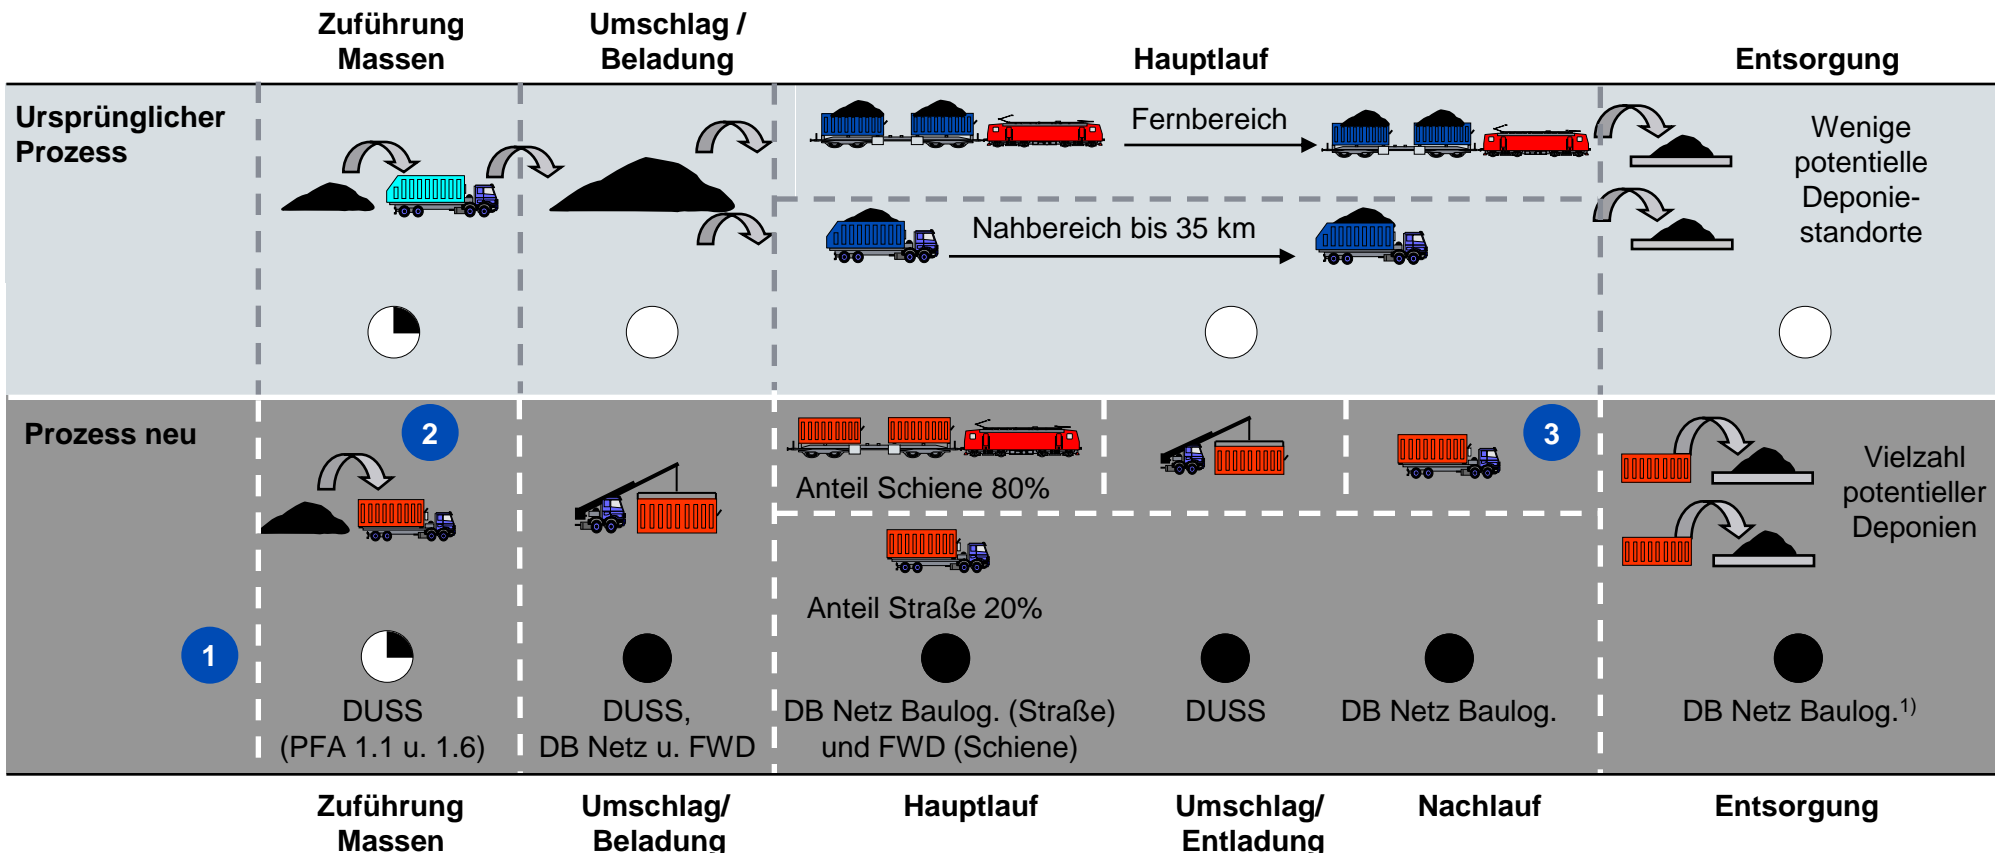 Zuführung
Massen
Umschlag /
Beladung
Hauptlauf
Entsorgung
Ursprünglicher
Prozess
Fernbereich
Nahbereich bis 35 km
Wenige
potentielle
Deponie-
standorte
Prozess neu
2
3
Anteil Schiene 80%
Anteil Straße 20%
Vielzahl
potentieller
Deponien
1
DUSS
(PFA 1.1 u. 1.6)
DUSS,
DB Netz u. FWD
DB Netz Baulog. (Straße)
und FWD (Schiene)
DUSS
DB Netz Baulog.
DB Netz Baulog.1)
Zuführung
Massen
Umschlag/
Beladung
Hauptlauf
Umschlag/
Entladung
Nachlauf
Entsorgung